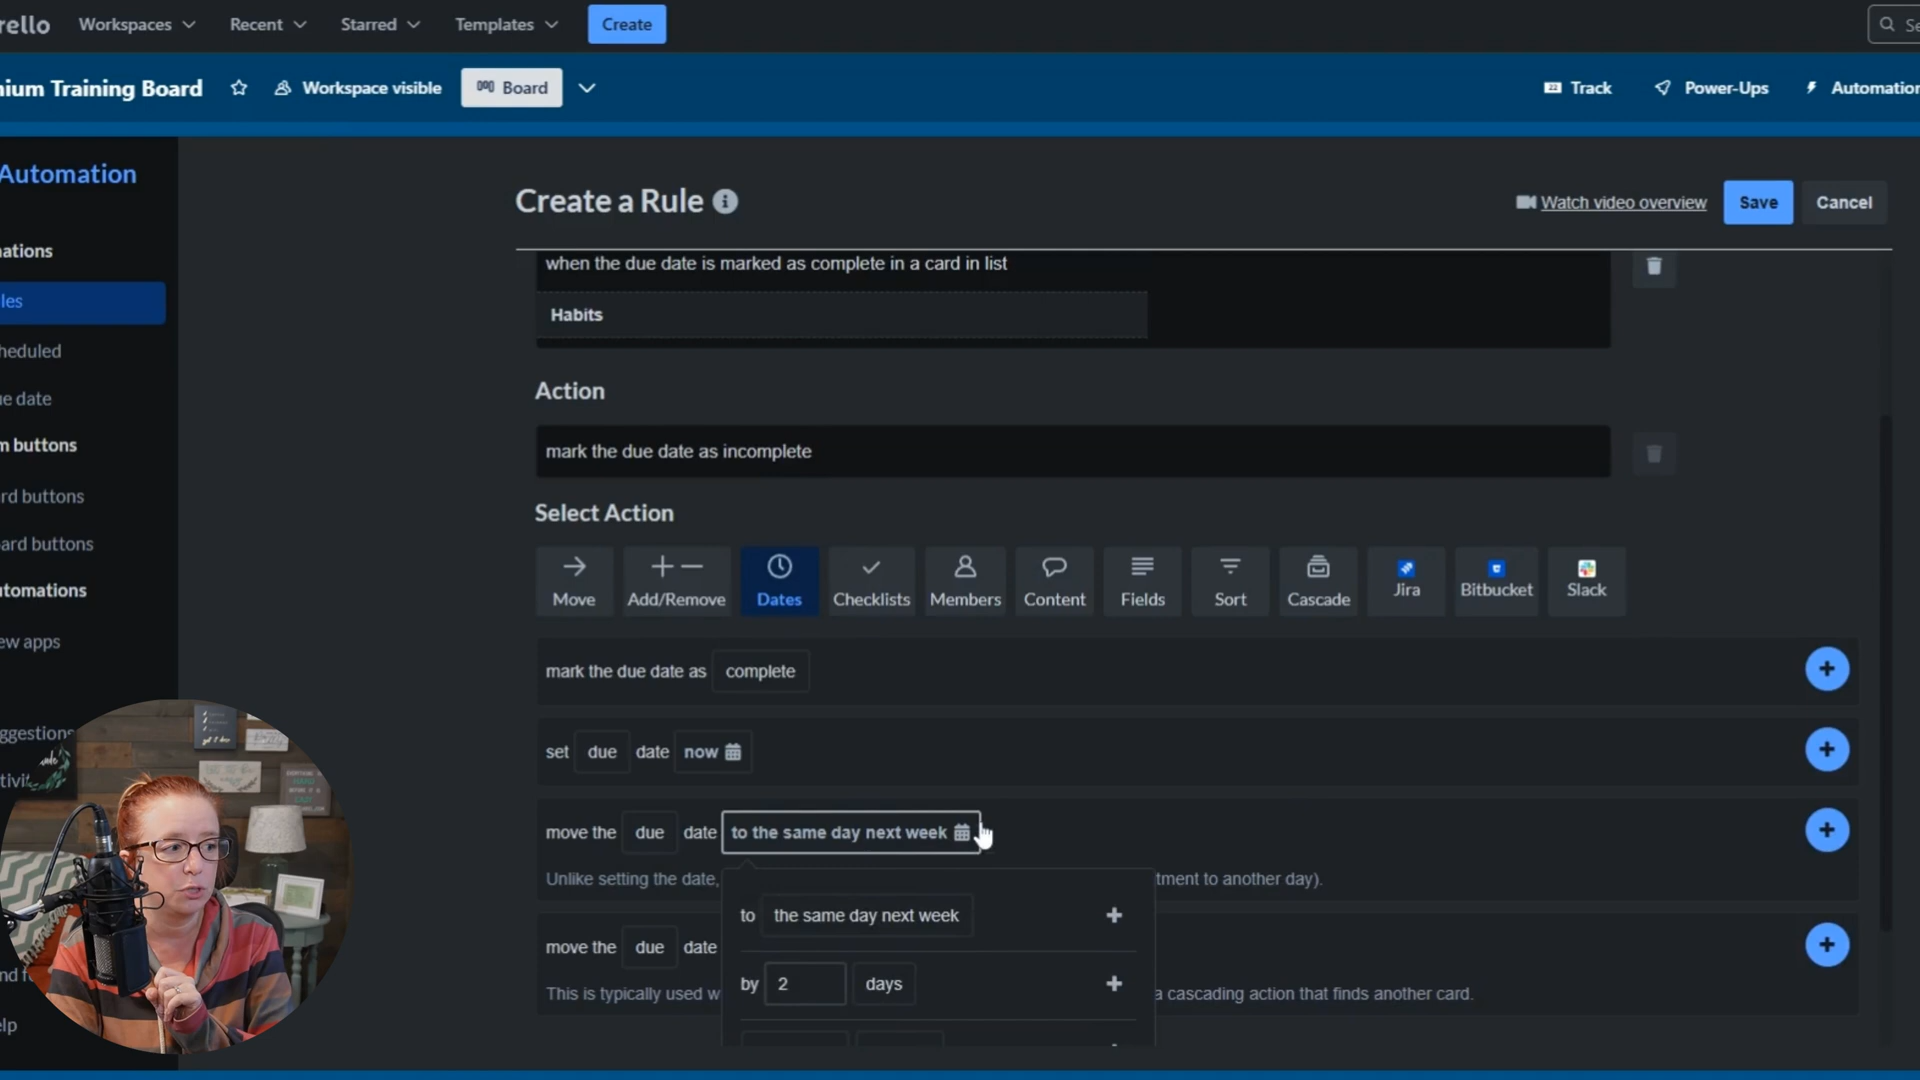 rello Workspaces Recent Starred Templates Create
nium Training Board Workspace visible Board Track Power-Ups Automation
Automation
Create a Rule Watch video overview Save Cancel
ations
les
heduled
e date
m buttons
rd buttons
ard buttons
tomations
ew apps
ggestions
tivi
nd f
elp
when the due date is marked as complete in a card in list
Habits
Action
mark the due date as incomplete
Select Action
Move Add/Remove Dates Checklists Members Content Fields Sort Cascade Jira Bitbucket Slack
mark the due date as complete
set due date now
move the due date to the same day next week
Unlike setting the date, tment to another day).
to the same day next week
move the due date
by 2 days
This is typically used w a cascading action that finds another card.